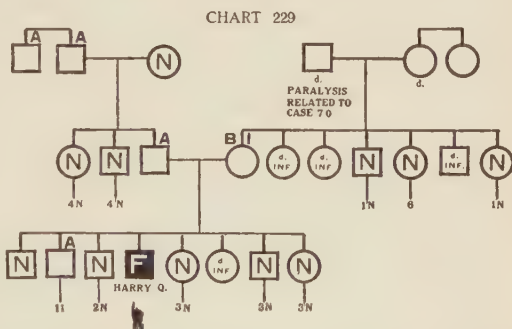 CHART 229
A A N
d. d.
PARALYSIS
RELATED TO
CASE 70
N N A B d. INF. d. INF. N N d. INF. N
4N 4N 1N 6 1N
N A N F N d INF N N
HARRY Q.
11 2N 3N 3N 3N